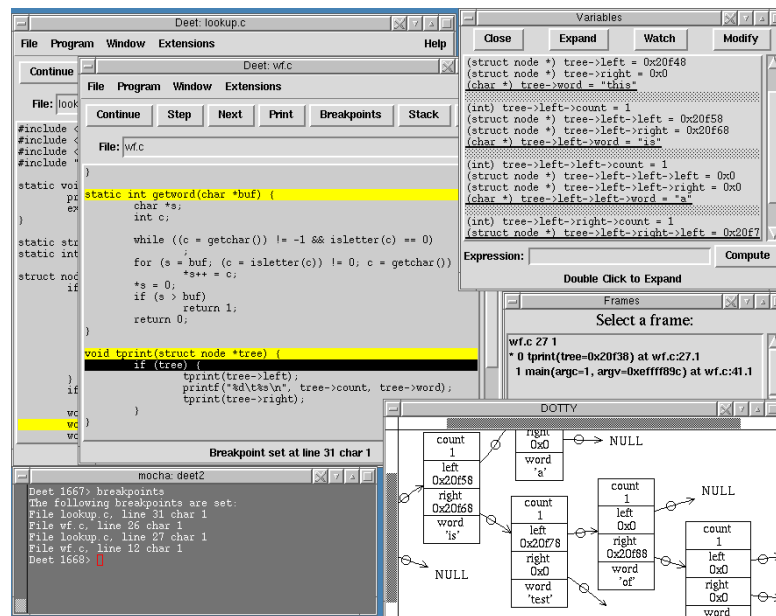 Deet: lookup.c
File Program Window Extensions Help
Continue
File: look
#include <
#include <
#include <
#include "
static voi
pr
ex
}
static str
static int
struct nod
if
}
if
wo
wo
wo
Deet: wf.c
File Program Window Extensions
Continue Step Next Print Breakpoints Stack
File: wf.c
}
static int getword(char *buf) {
char *s;
int c;
while ((c = getchar()) != -1 && isletter(c) == 0)
;
for (s = buf; (c = isletter(c)) != 0; c = getchar())
*s++ = c;
*s = 0;
if (s > buf)
return 1;
return 0;
}
void tprint(struct node *tree) {
if (tree) {
tprint(tree->left);
printf("%d\t%s\n", tree->count, tree->word);
tprint(tree->right);
}
}
Breakpoint set at line 31 char 1
Variables
Close Expand Watch Modify
(struct node *) tree->left = 0x20f48
(struct node *) tree->right = 0x0
(char *) tree->word = "this"
(int) tree->left->count = 1
(struct node *) tree->left->left = 0x20f58
(struct node *) tree->left->right = 0x20f68
(char *) tree->left->word = "is"
(int) tree->left->left->count = 1
(struct node *) tree->left->left->left = 0x0
(struct node *) tree->left->left->right = 0x0
(char *) tree->left->left->word = "a"
(int) tree->left->right->count = 1
(struct node *) tree->left->right->left = 0x20f7
Expression: Compute
Double Click to Expand
Frames
Select a frame:
wf.c 27 1
* 0 tprint(tree=0x20f38) at wf.c:27.1
1 main(argc=1, argv=0xeffff89c) at wf.c:41.1
mocha: deet2
Deet 1667> breakpoints
The following breakpoints are set:
File lookup.c, line 31 char 1
File wf.c, line 26 char 1
File lookup.c, line 27 char 1
File wf.c, line 12 char 1
Deet 1668>
DOTTY
count
1
left
0x20f58
right
0x20f68
word
'is'
right
0x0
word
'a'
NULL
NULL
count
1
left
0x20f78
right
0x0
word
'test'
count
1
left
0x0
right
0x20f88
word
'of'
NULL
count
1
left
0x0
right
0x0
word